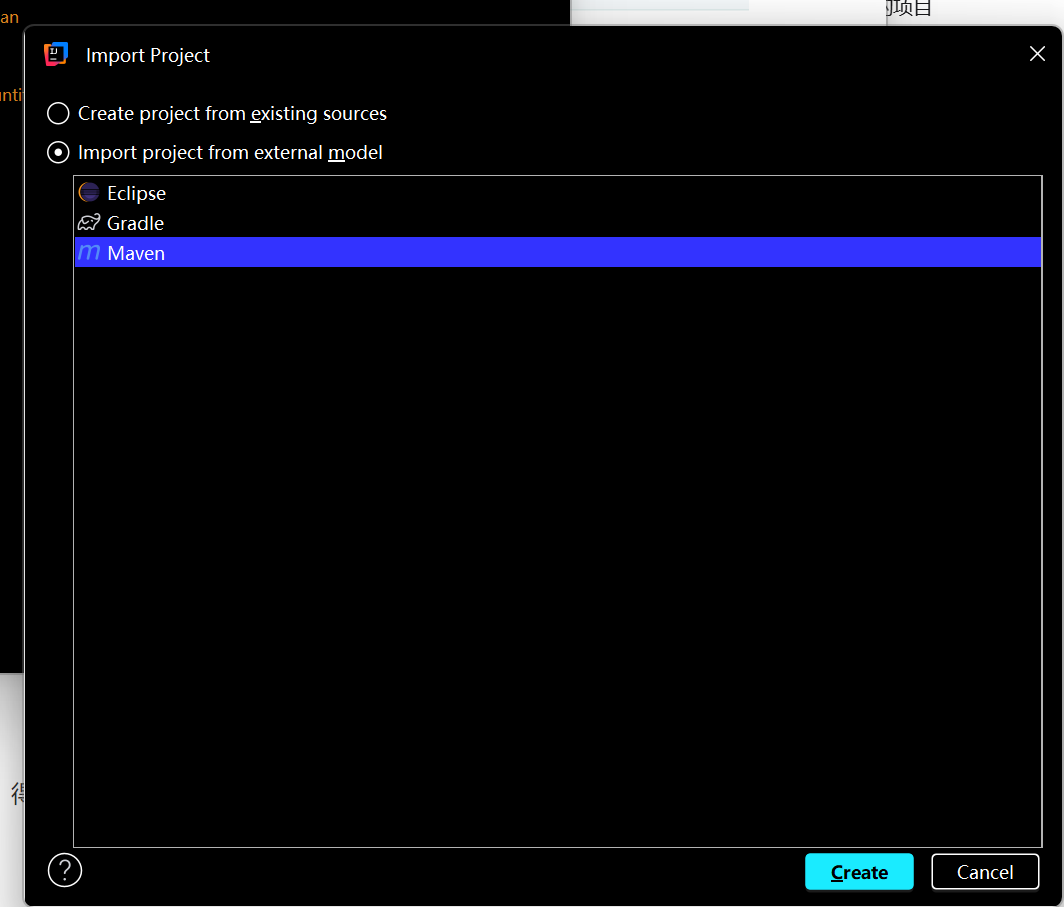 an
的项目
Import Project
Create project from existing sources
unti
Import project from external model
Eclipse
Gradle
m Maven
得
?
Create
Cancel